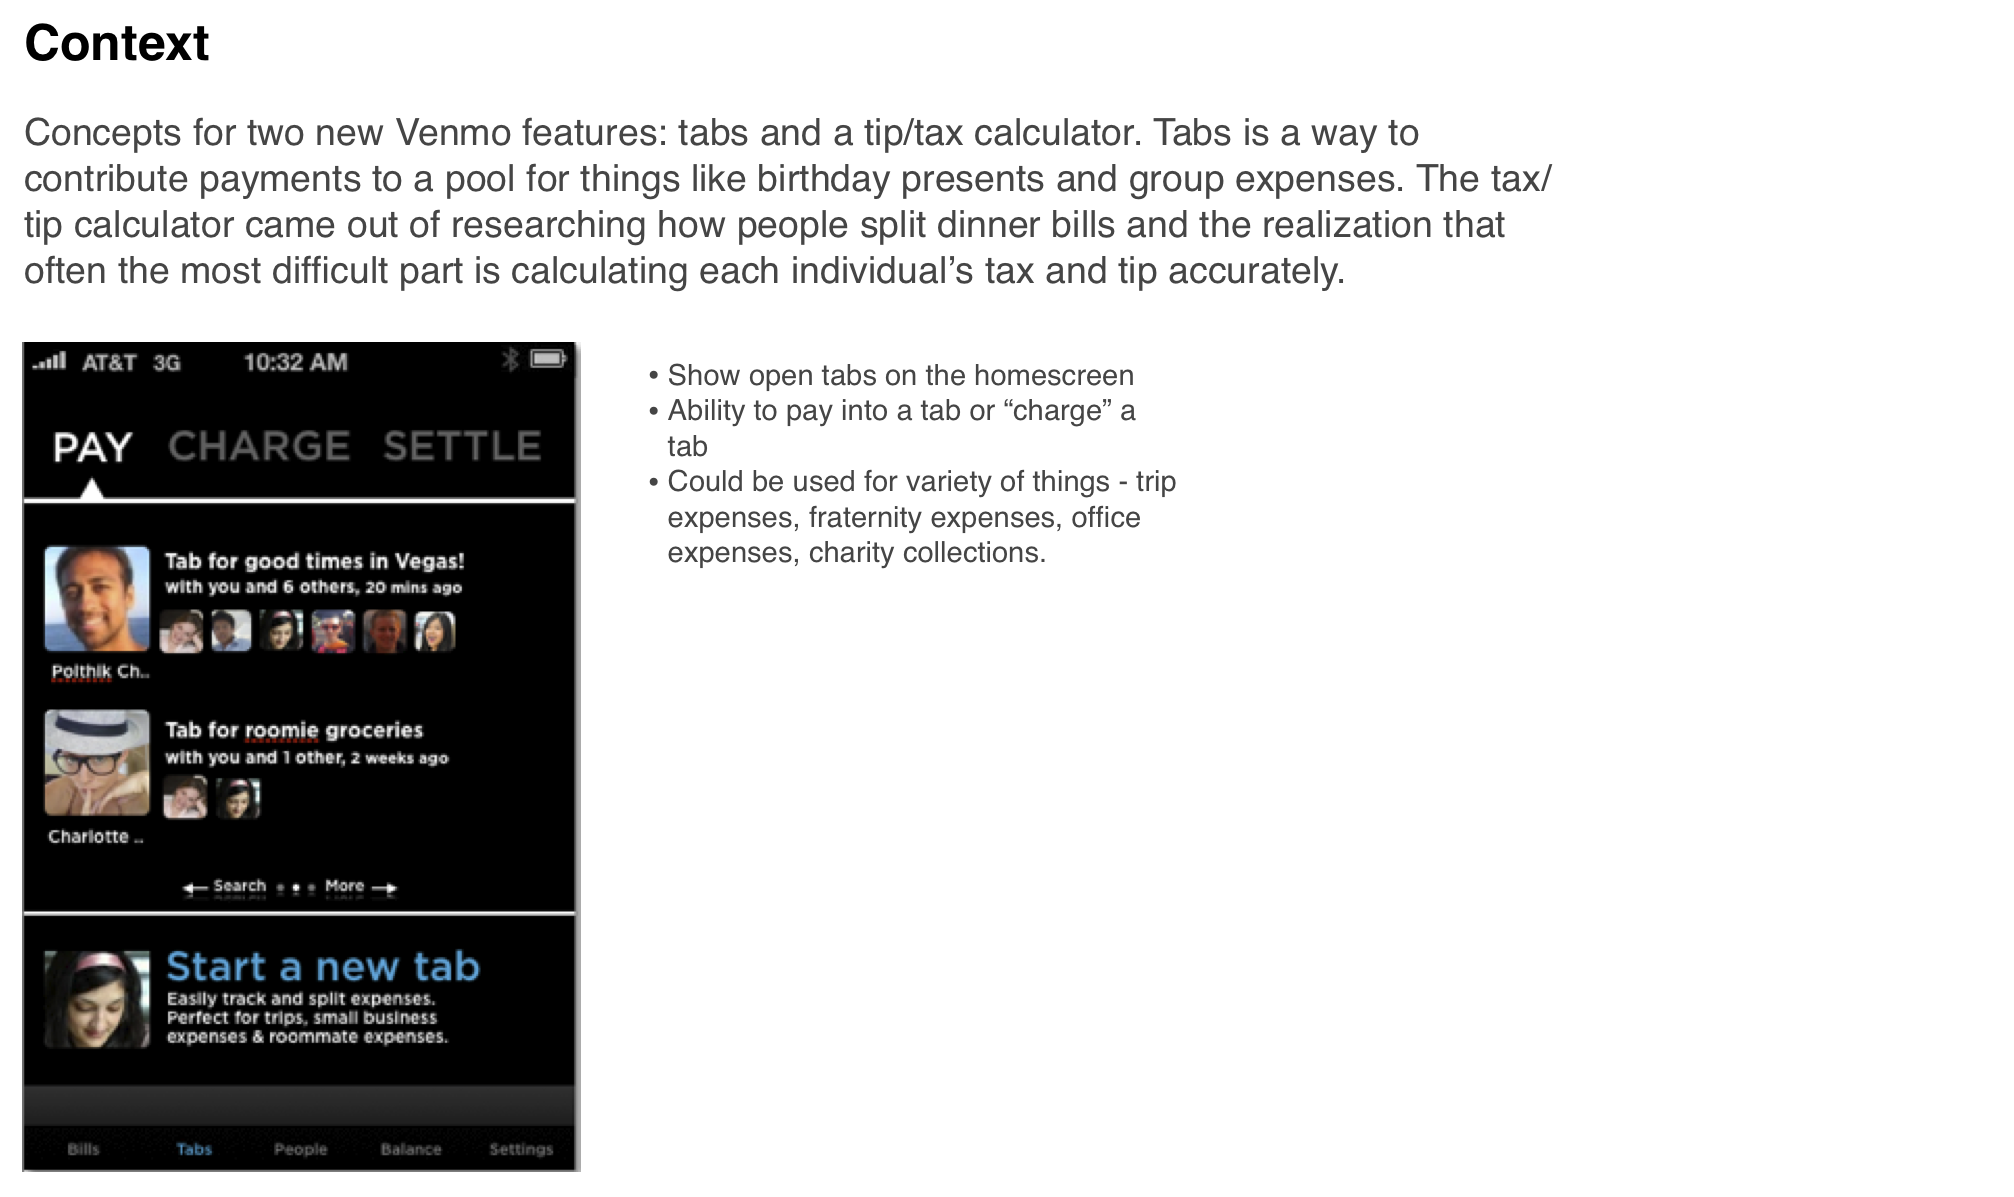 Context
Concepts for two new Venmo features: tabs and a tip/tax calculator. Tabs is a way to
contribute payments to a pool for things like birthday presents and group expenses. The tax/
tip calculator came out of researching how people split dinner bills and the realization that
often the most difficult part is calculating each individual’s tax and tip accurately.
AT&T 3G 10:32 AM
PAY CHARGE SETTLE
Tab for good times in Vegas!
with you and 6 others, 20 mins ago
Polthik Ch..
Tab for roomie groceries
with you and 1 other, 2 weeks ago
Charlotte ..
Search More
Start a new tab
Easily track and split expenses.
Perfect for trips, small business
expenses & roommate expenses.
Bills Tabs People Balance Settings
• Show open tabs on the homescreen
• Ability to pay into a tab or “charge” a
tab
• Could be used for variety of things - trip
expenses, fraternity expenses, office
expenses, charity collections.